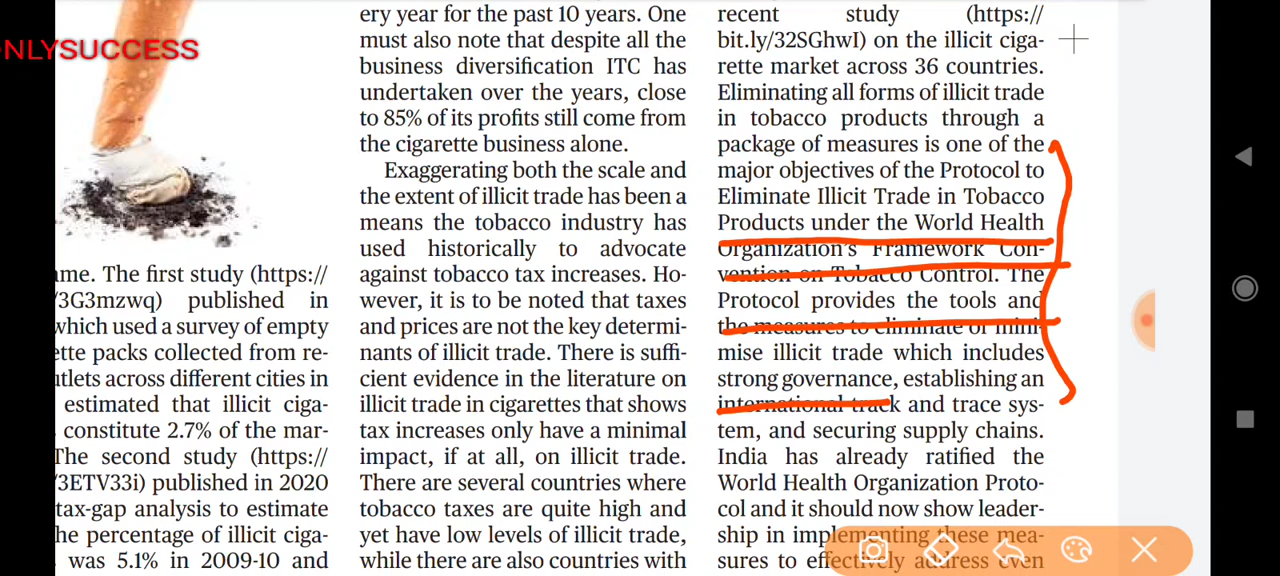 NLYSUCCESS
ame. The first study (https://
/3G3mzwq) published in
which used a survey of empty
ette packs collected from re-
utlets across different cities in
estimated that illicit ciga-
constitute 2.7% of the mar-
The second study (https://
/3ETV33i) published in 2020
tax-gap analysis to estimate
he percentage of illicit ciga-
was 5.1% in 2009-10 and
ery year for the past 10 years. One
must also note that despite all the
business diversification ITC has
undertaken over the years, close
to 85% of its profits still come from
the cigarette business alone.
Exaggerating both the scale and
the extent of illicit trade has been a
means the tobacco industry has
used historically to advocate
against tobacco tax increases. Ho-
wever, it is to be noted that taxes
and prices are not the key determi-
nants of illicit trade. There is suffi-
cient evidence in the literature on
illicit trade in cigarettes that shows
tax increases only have a minimal
impact, if at all, on illicit trade.
There are several countries where
tobacco taxes are quite high and
yet have low levels of illicit trade,
while there are also countries with
recent study (https://
bit.ly/32SGhwI) on the illicit ciga-
rette market across 36 countries.
Eliminating all forms of illicit trade
in tobacco products through a
package of measures is one of the
major objectives of the Protocol to
Eliminate Illicit Trade in Tobacco
Products under the World Health
Organization's Framework Con-
vention on Tobacco Control. The
Protocol provides the tools and
the measures to eliminate or mini-
mise illicit trade which includes
strong governance, establishing an
international track and trace sys-
tem, and securing supply chains.
India has already ratified the
World Health Organization Proto-
col and it should now show leader-
ship in implementing these mea-
sures to effectively address even